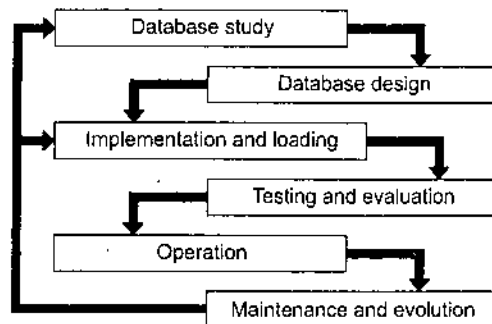 Database study
Database design
Implementation and loading
Testing and evaluation
Operation
Maintenance and evolution